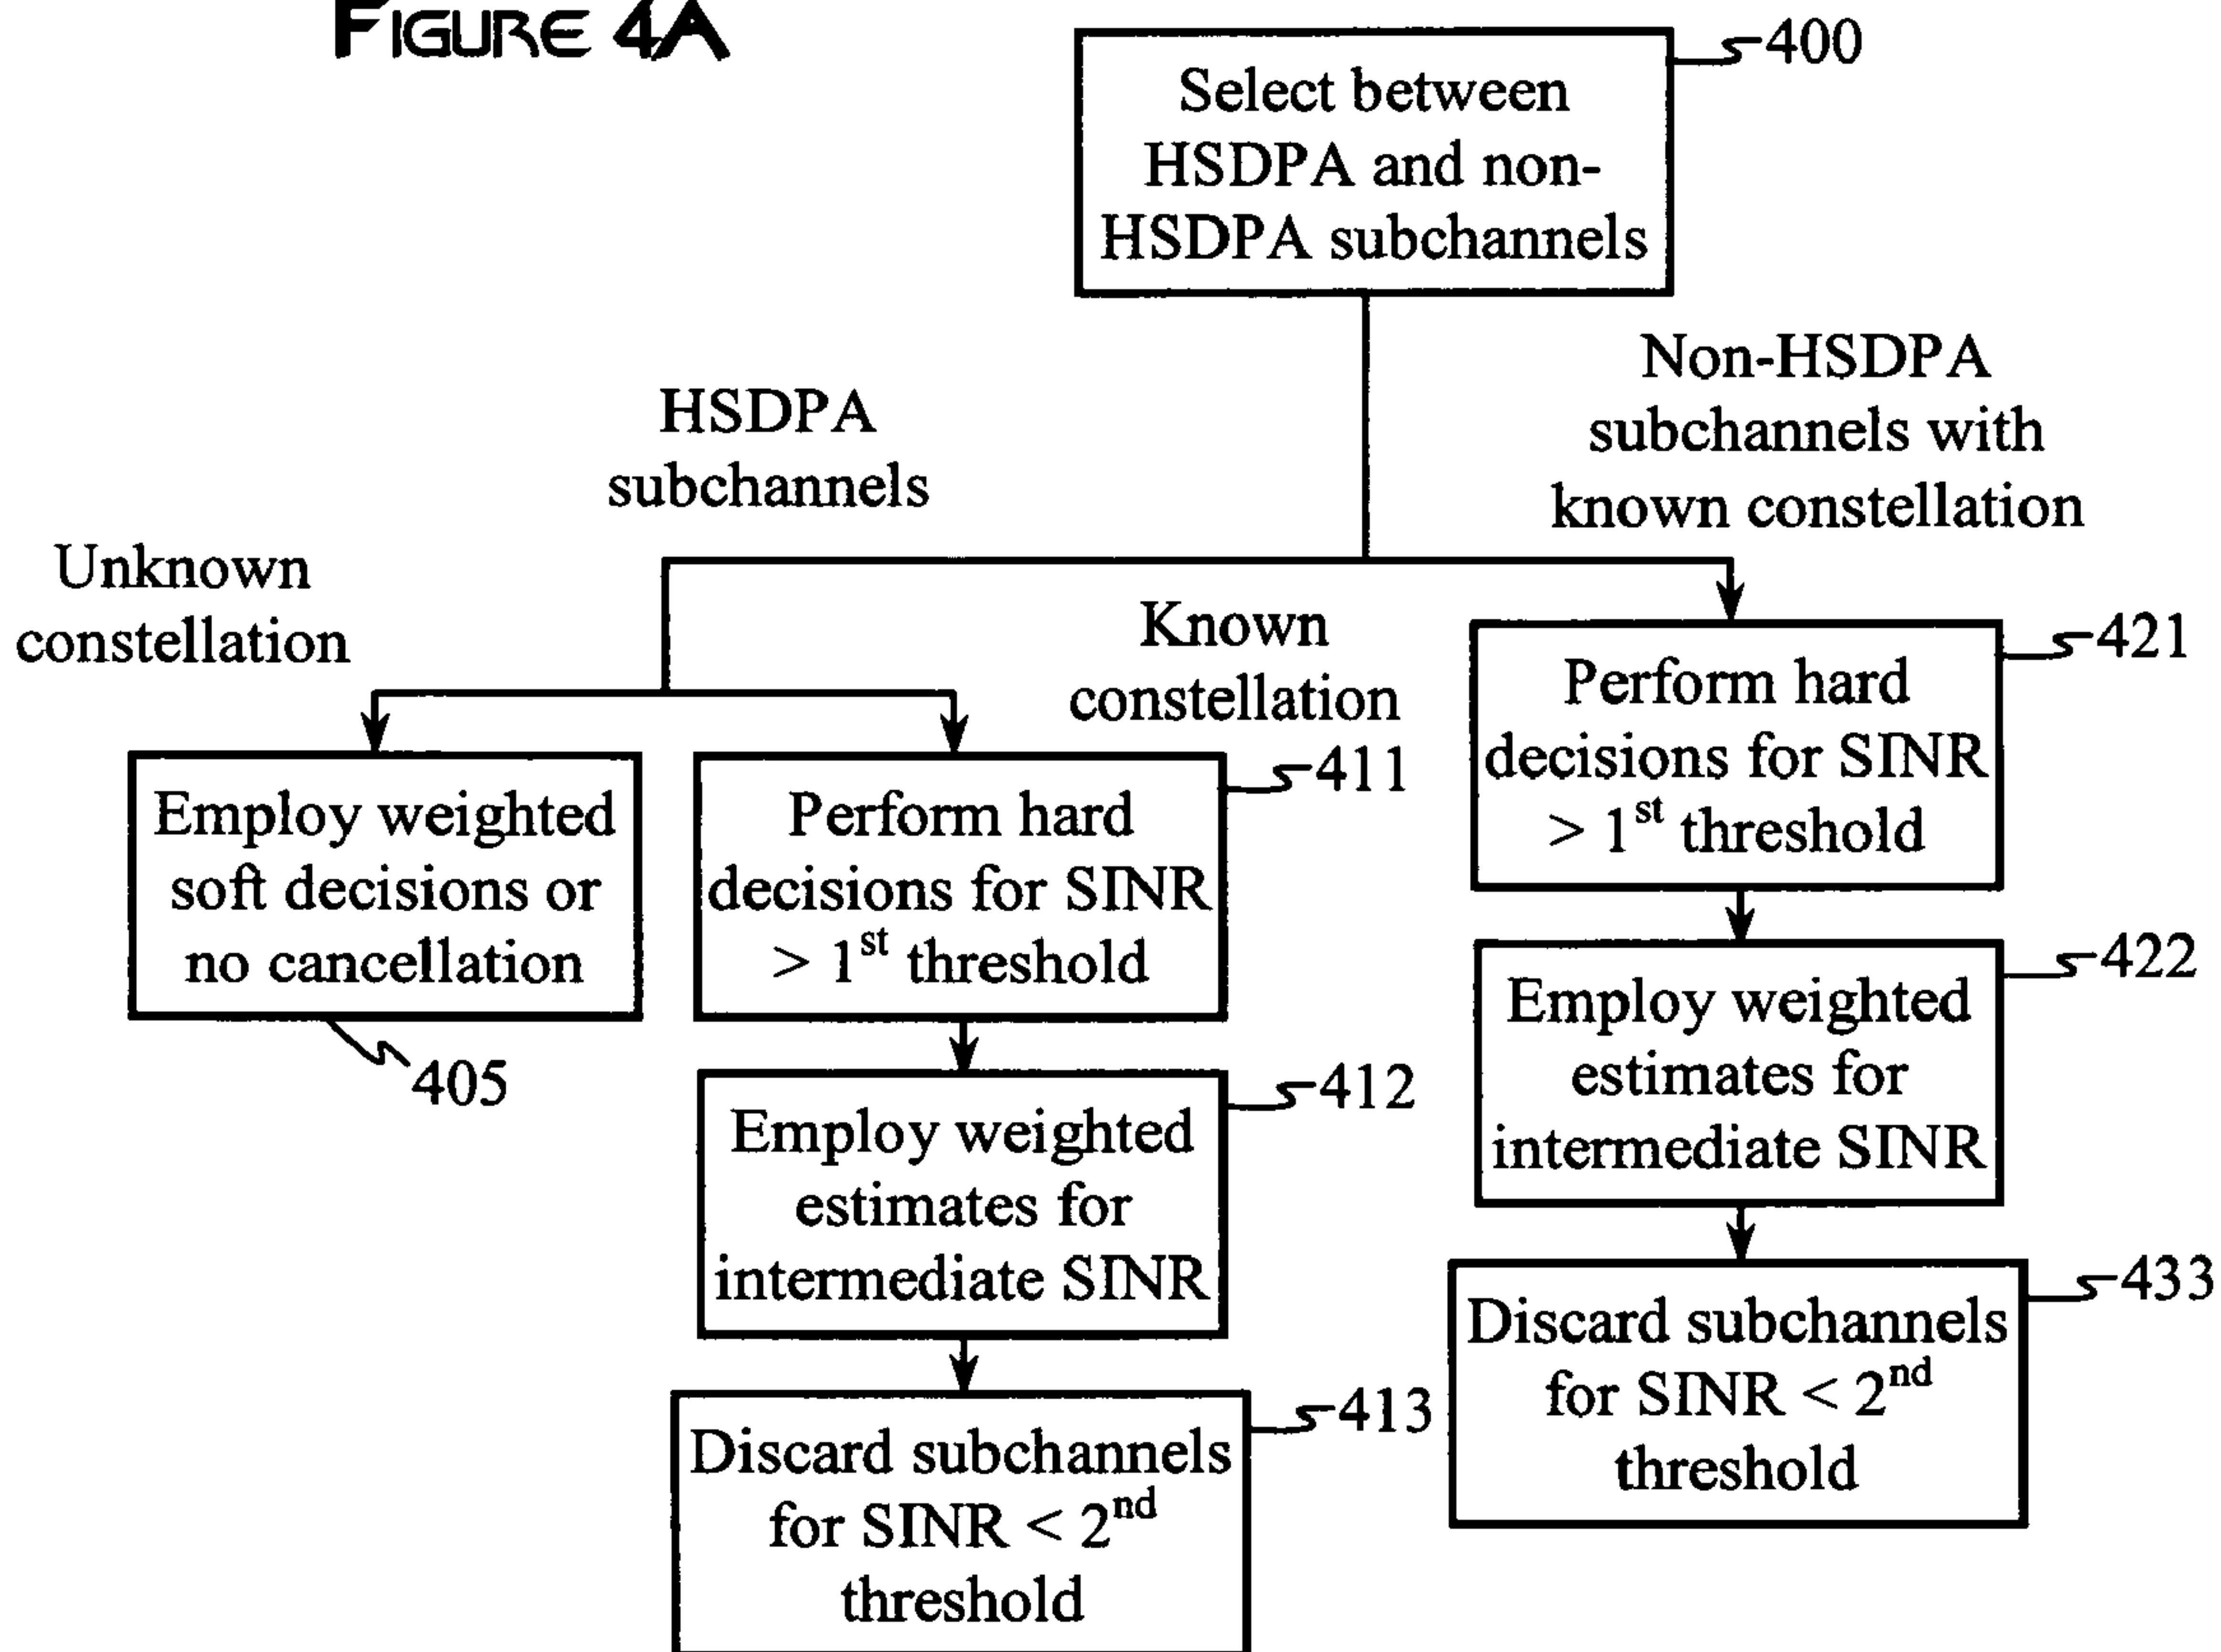 FIGURE 4A
400
Select between
HSDPA and non-
HSDPA subchannels
HSDPA
subchannels
Non-HSDPA
subchannels with
known constellation
Unknown
constellation
Known
constellation
Employ weighted
soft decisions or
no cancellation
405
411
Perform hard
decisions for SINR
> 1st threshold
412
Employ weighted
estimates for
intermediate SINR
413
Discard subchannels
for SINR < 2nd
threshold
421
Perform hard
decisions for SINR
> 1st threshold
422
Employ weighted
estimates for
intermediate SINR
433
Discard subchannels
for SINR < 2nd
threshold